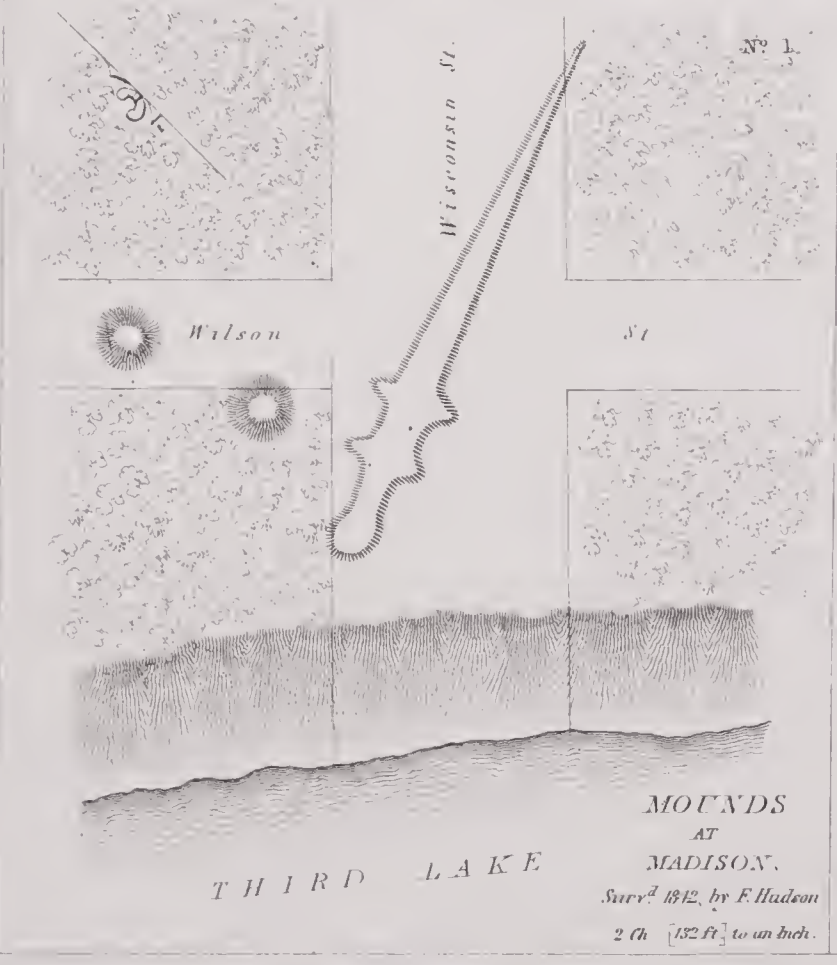 Nº 1.
Wisconsin St.
Wilson
St
THIRD LAKE
MOUNDS
AT
MADISON.
Survᵈ 1842, by F. Hudson
2 Ch [132 ft] to an Inch.